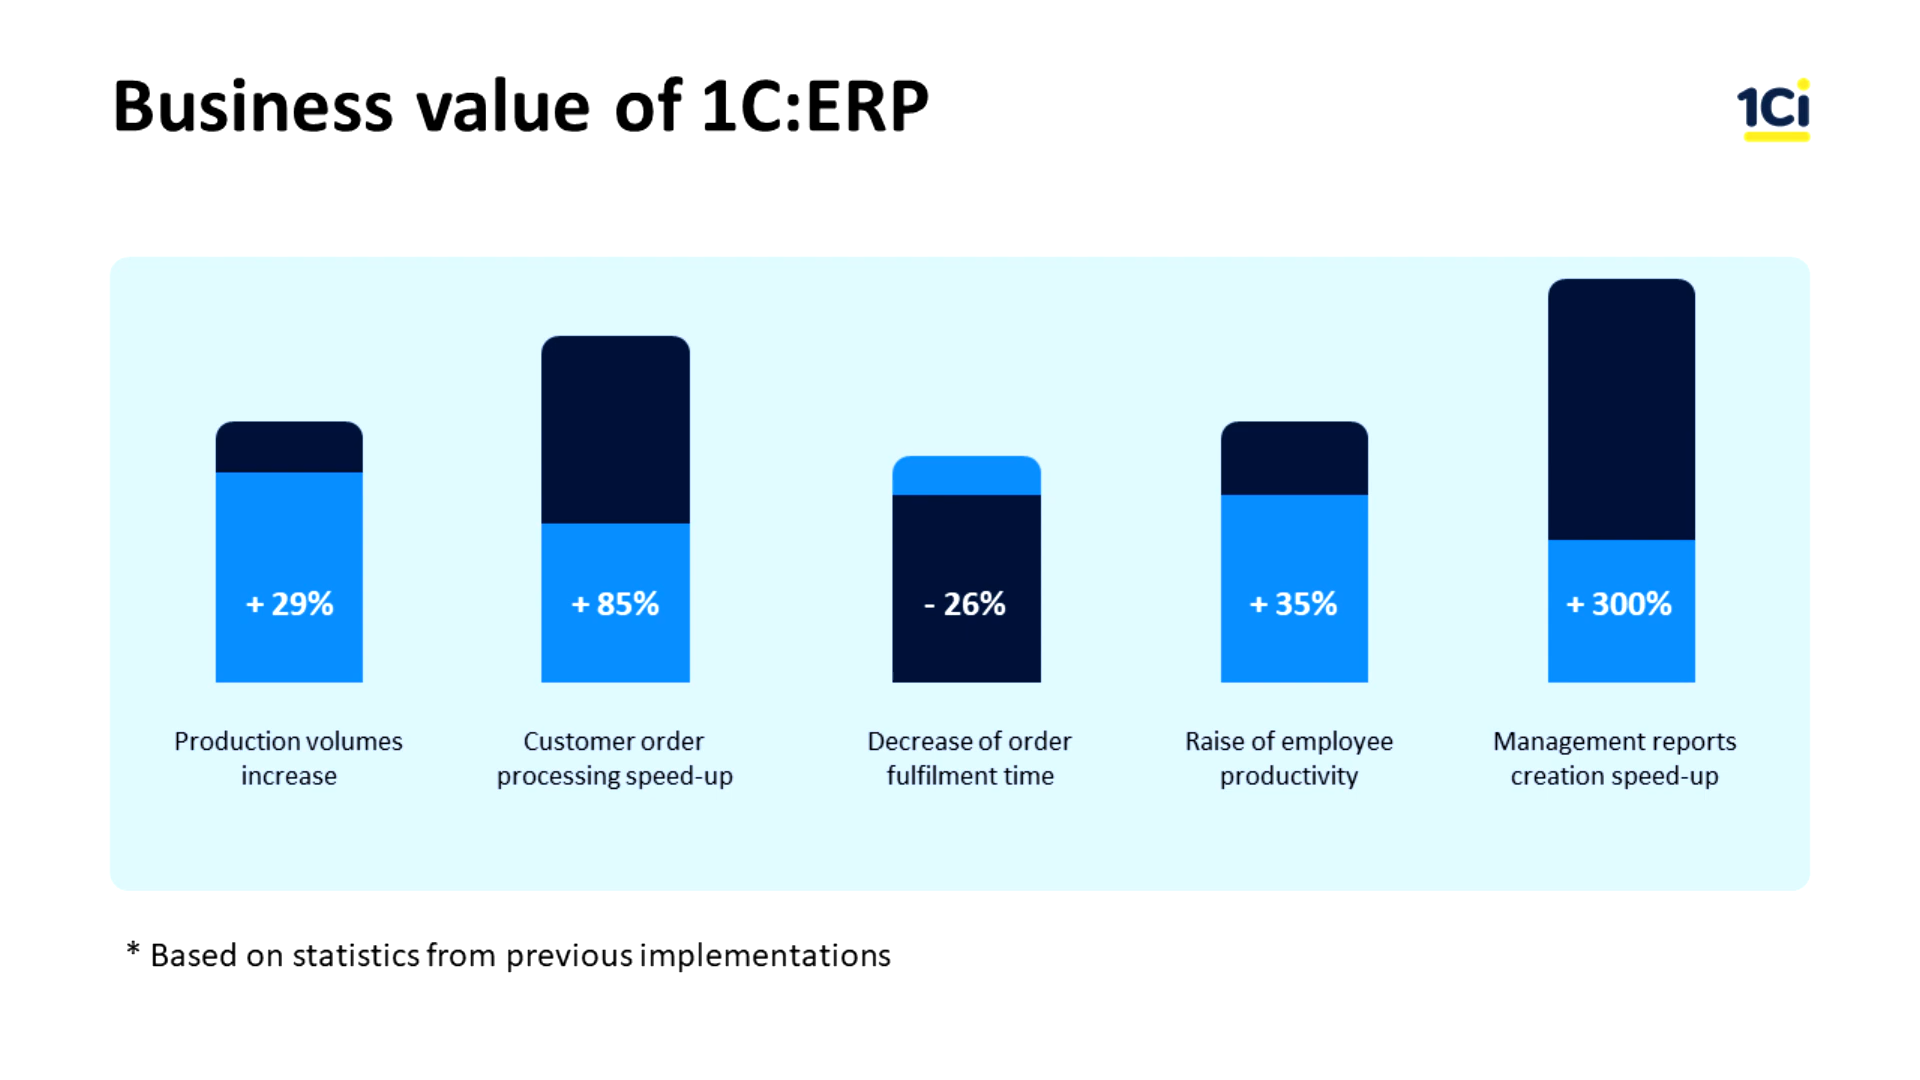 Business value of 1C:ERP
1Ci
+ 29%
+ 85%
- 26%
+ 35%
+ 300%
Production volumes
increase
Customer order
processing speed-up
Decrease of order
fulfilment time
Raise of employee
productivity
Management reports
creation speed-up
* Based on statistics from previous implementations